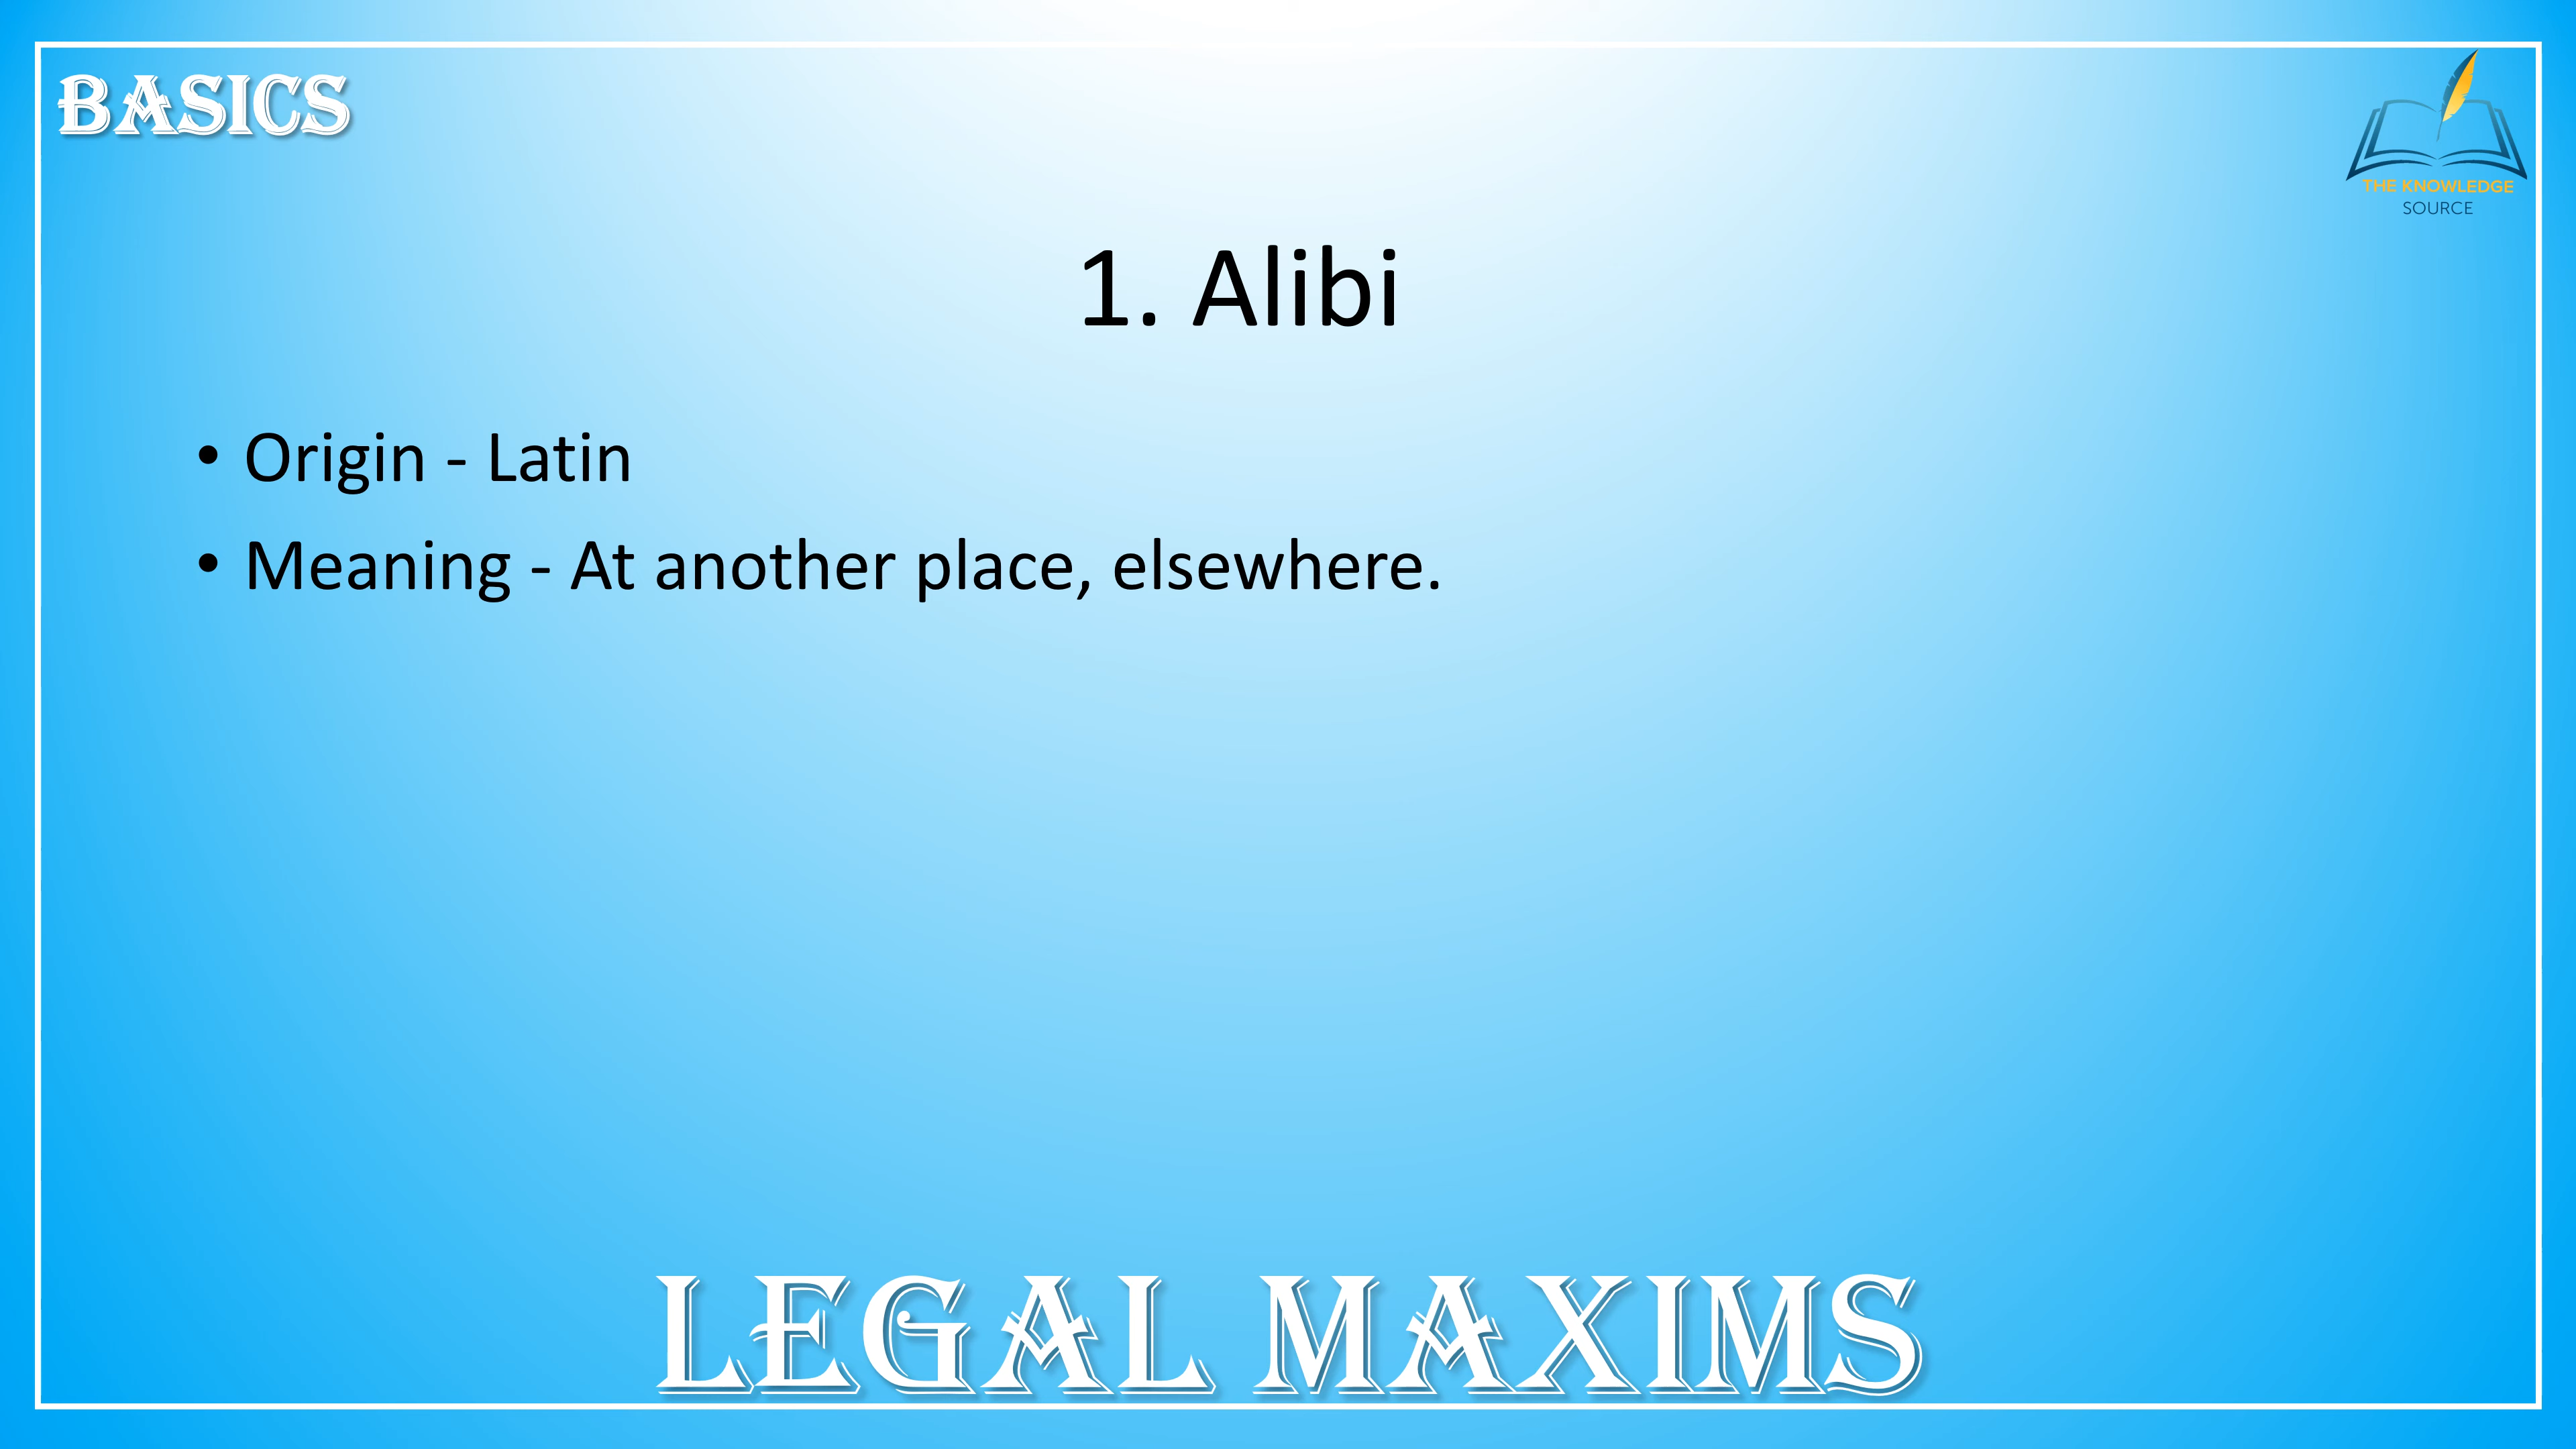 BASICS
THE KNOWLEDGE
SOURCE
1. Alibi
• Origin - Latin
• Meaning - At another place, elsewhere.
LEGAL MAXIMS